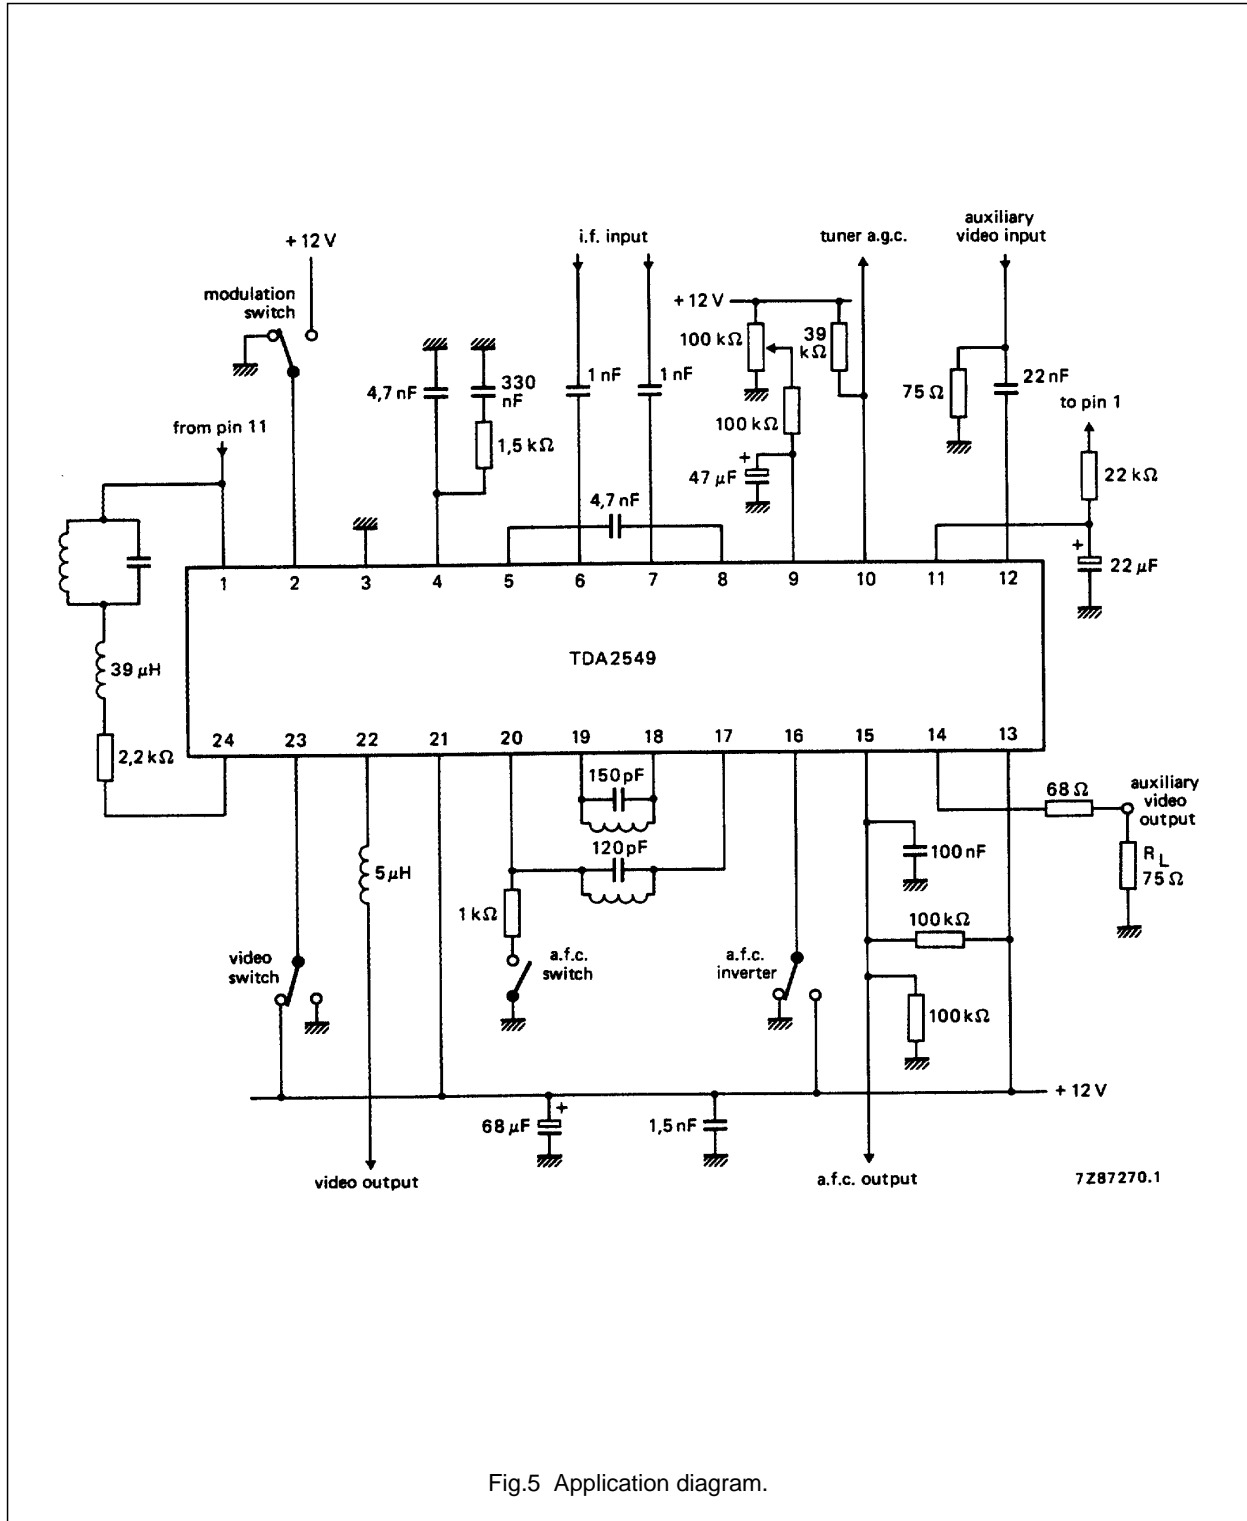 + 12 V
i.f. input
tuner a.g.c.
auxiliary
video input
modulation
switch
+ 12 V
100 kΩ
39
kΩ
4,7 nF
330
nF
1 nF
1 nF
75 Ω
22 nF
to pin 1
from pin 11
1,5 kΩ
100 kΩ
+
47 µF
22 kΩ
4,7 nF
+
22 µF
1
2
3
4
5
6
7
8
9
10
11
12
TDA2549
39 µH
2,2 kΩ
24
23
22
21
20
19
18
17
16
15
14
13
150 pF
68 Ω
auxiliary
video
output
120 pF
5 µH
100 nF
R L
75 Ω
1 kΩ
100 kΩ
video
switch
a.f.c.
switch
a.f.c.
inverter
100 kΩ
+ 12 V
+
68 µF
1,5 nF
video output
a.f.c. output
7Z87270.1
Fig.5 Application diagram.